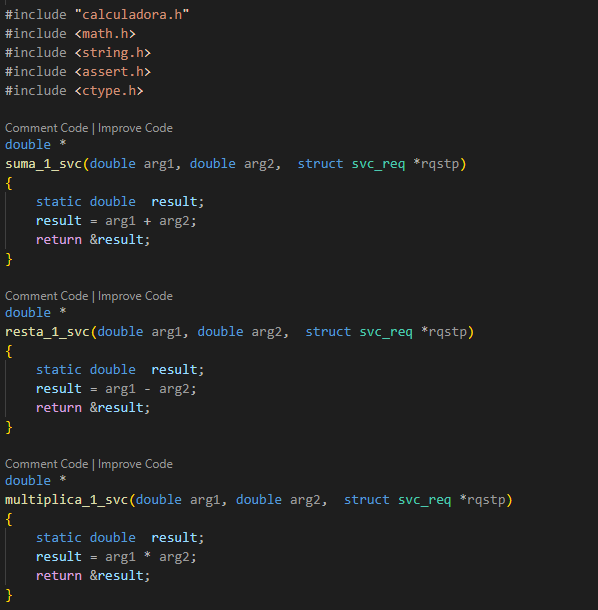 #include "calculadora.h"
#include <math.h>
#include <string.h>
#include <assert.h>
#include <ctype.h>
Comment Code | Improve Code
double *
suma_1_svc(double arg1, double arg2,  struct svc_req *rqstp)
{
    static double  result;
    result = arg1 + arg2;
    return &result;
}
Comment Code | Improve Code
double *
resta_1_svc(double arg1, double arg2,  struct svc_req *rqstp)
{
    static double  result;
    result = arg1 - arg2;
    return &result;
}
Comment Code | Improve Code
double *
multiplica_1_svc(double arg1, double arg2,  struct svc_req *rqstp)
{
    static double  result;
    result = arg1 * arg2;
    return &result;
}